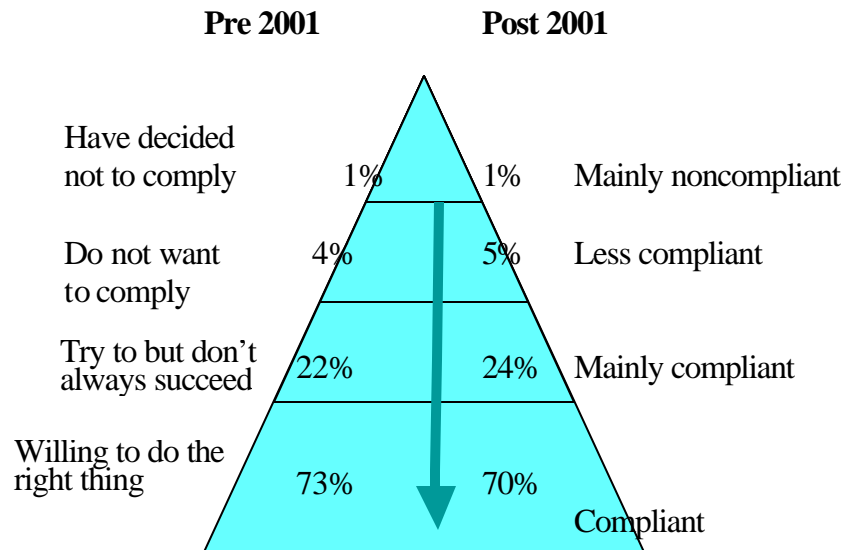 Pre 2001 Post 2001
Have decided
not to comply 1% 1% Mainly noncompliant
Do not want
to comply 4% 5% Less compliant
Try to but don't
always succeed 22% 24% Mainly compliant
Willing to do the
right thing 73% 70%
Compliant